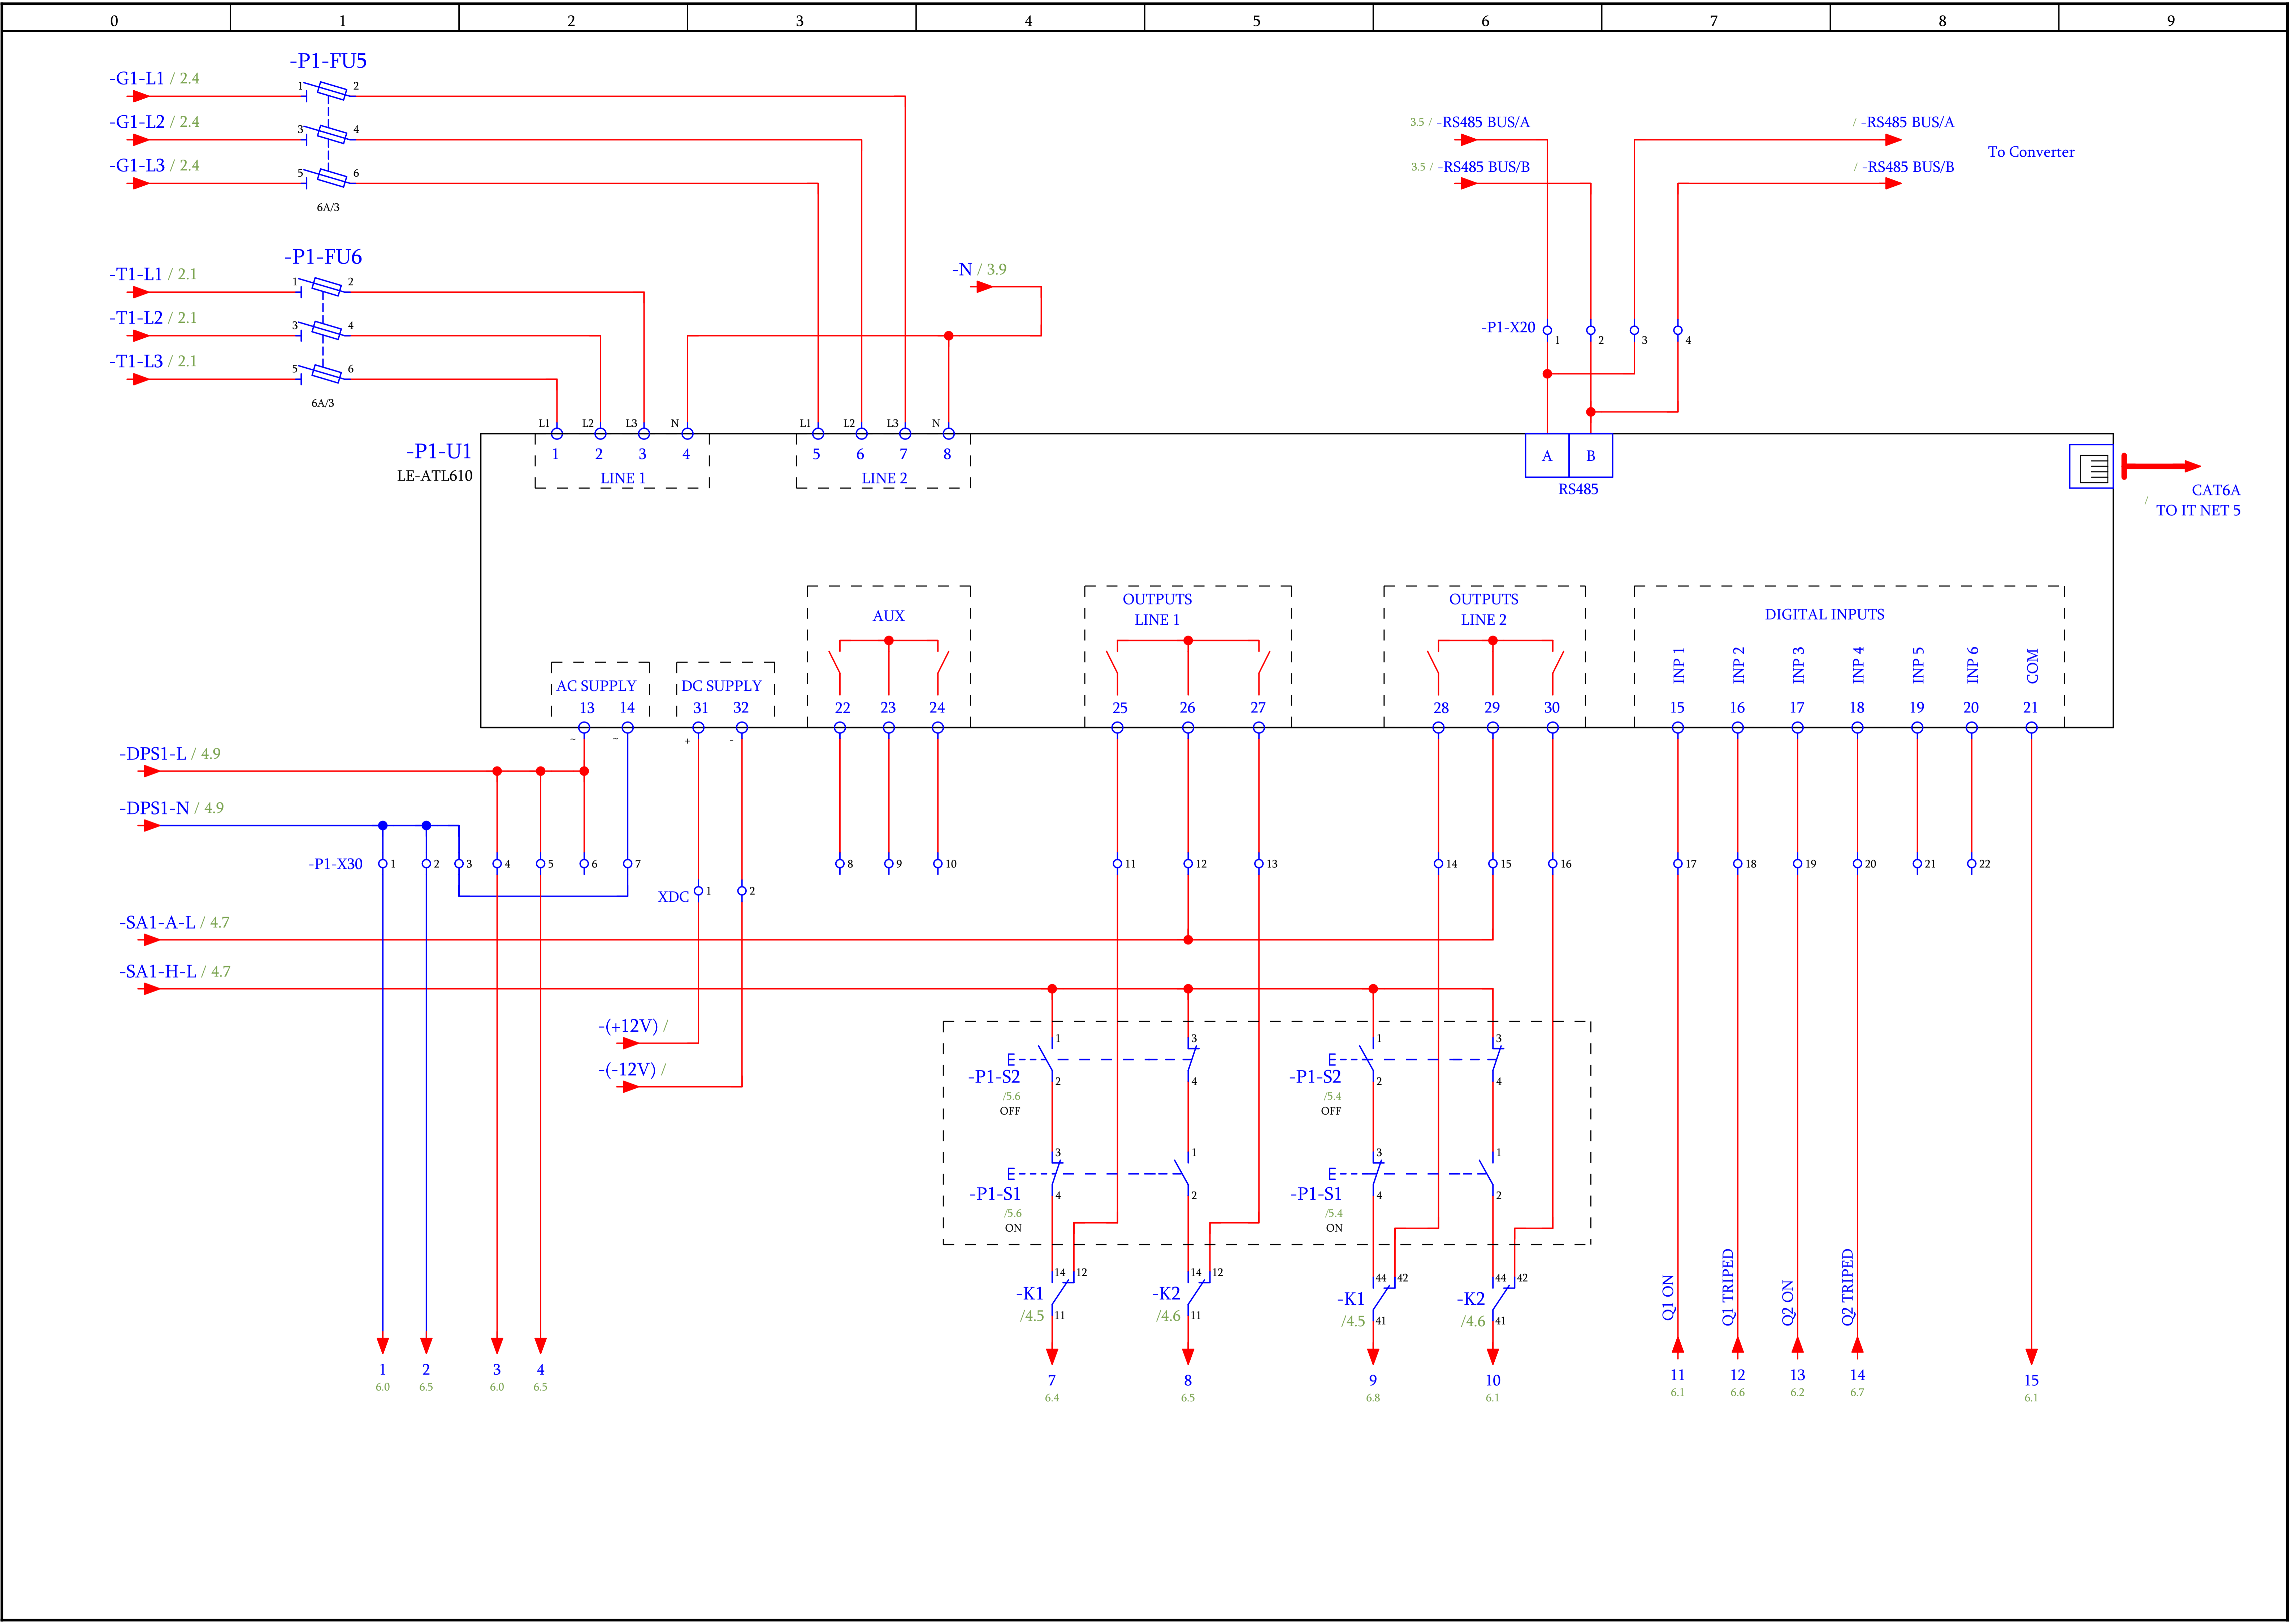 0 1 2 3 4 5 6 7 8 9
-P1-FU5
-G1-L1 / 2.4
1 2
-G1-L2 / 2.4
3 4
-G1-L3 / 2.4
5 6
6A/3
3.5 / -RS485 BUS/A
/ -RS485 BUS/A
To Converter
3.5 / -RS485 BUS/B
/ -RS485 BUS/B
-P1-FU6
-T1-L1 / 2.1
1 2
-T1-L2 / 2.1
3 4
-T1-L3 / 2.1
5 6
6A/3
-N / 3.9
-P1-X20
1 2 3 4
L1 L2 L3 N
L1 L2 L3 N
-P1-U1
LE-ATL610
1 2 3 4
LINE 1
5 6 7 8
LINE 2
A B
RS485
CAT6A
/
TO IT NET 5
AUX
OUTPUTS
LINE 1
OUTPUTS
LINE 2
DIGITAL INPUTS
INP 1
INP 2
INP 3
INP 4
INP 5
INP 6
COM
AC SUPPLY
DC SUPPLY
13 14 31 32 22 23 24 25 26 27 28 29 30 15 16 17 18 19 20 21
~ ~ + -
-DPS1-L / 4.9
-DPS1-N / 4.9
-P1-X30
1 2 3 4 5 6 7 8 9 10 11 12 13 14 15 16 17 18 19 20 21 22
XDC 1 2
-SA1-A-L / 4.7
-SA1-H-L / 4.7
-(+12V) /
-(-12V) /
1 3 1 3
-P1-S2
2 4
/5.6
OFF
-P1-S2
2 4
/5.4
OFF
3 1 3 1
-P1-S1
4 2
/5.6
ON
-P1-S1
4 2
/5.4
ON
14 12
-K1
/4.5
11
14 12
-K2
/4.6
11
44 42
-K1
/4.5
41
44 42
-K2
/4.6
41
Q1 ON
Q1 TRIPED
Q2 ON
Q2 TRIPED
1 2 3 4
6.0 6.5 6.0 6.5
7 8 9 10
6.4 6.5 6.8 6.1
11 12 13 14 15
6.1 6.6 6.2 6.7 6.1